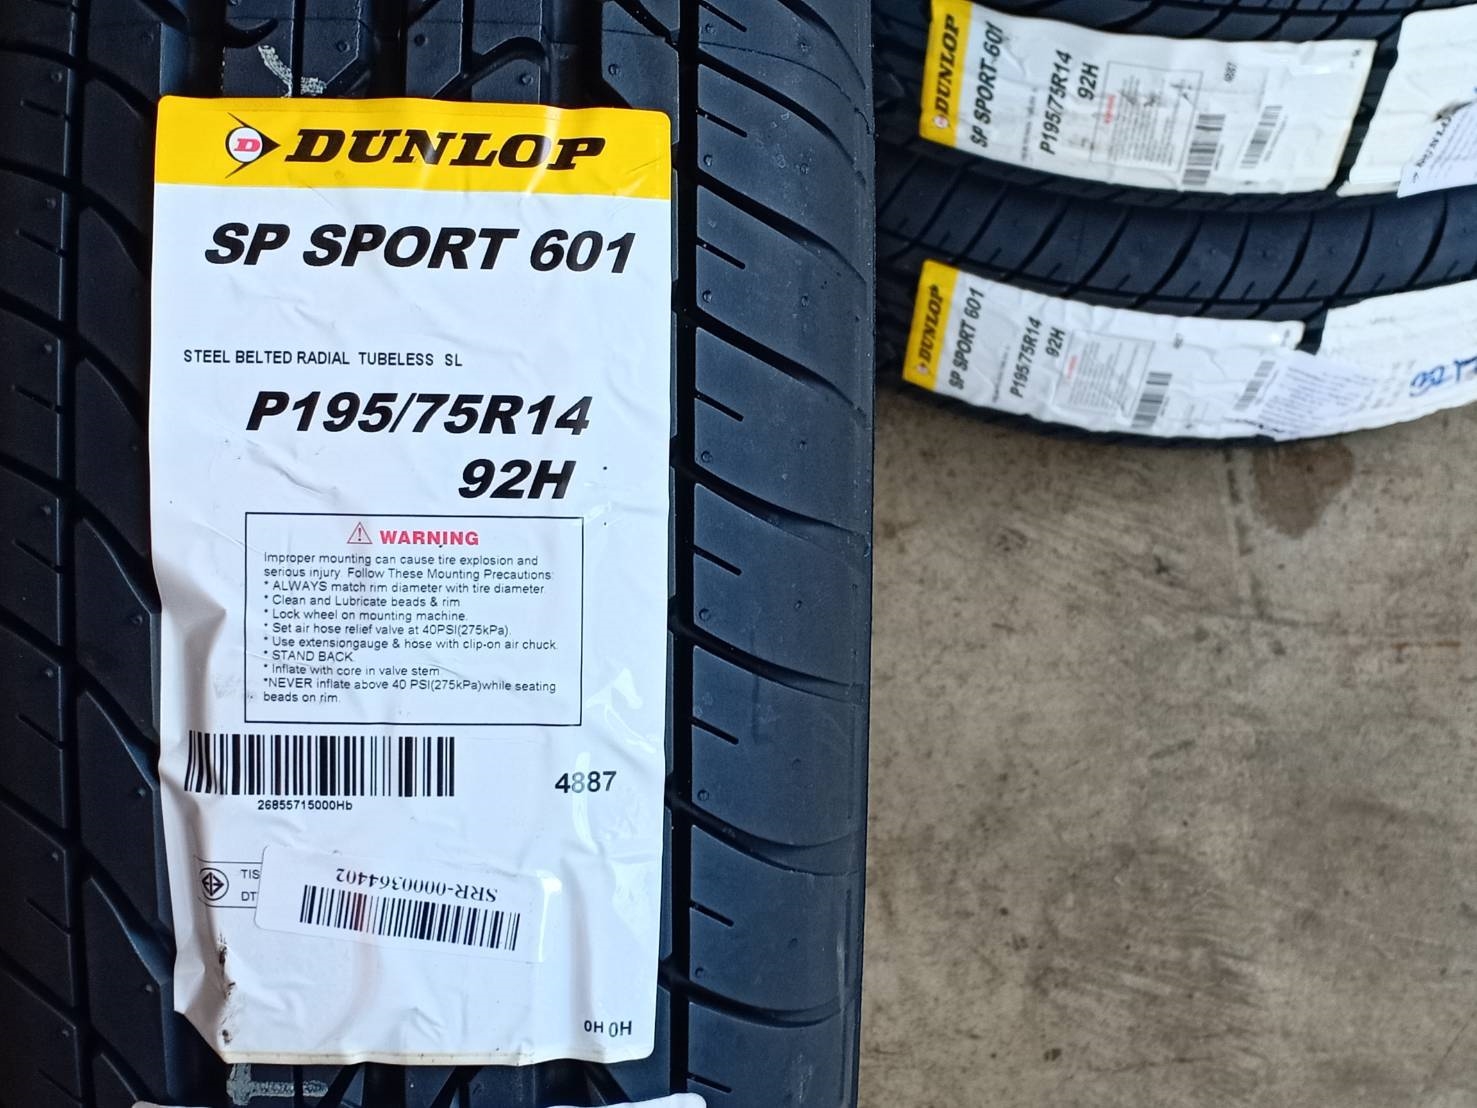 D DUNLOP
SP SPORT 601
STEEL BELTED RADIAL TUBELESS SL
P195/75R14
92H
WARNING
Improper mounting can cause tire explosion and
serious injury. Follow These Mounting Precautions:
* ALWAYS match rim diameter with tire diameter.
* Clean and Lubricate beads & rim
* Lock wheel on mounting machine.
* Set air hose relief valve at 40PSI(275kPa).
* Use extensiongauge & hose with clip-on air chuck.
* STAND BACK.
* Inflate with core in valve stem
*NEVER inflate above 40 PSI(275kPa)while seating
beads on rim.
26855715000Hb
4887
TIS
DT
SRR-0000364402
0H 0H
DUNLOP
SP SPORT 601
P195/75R14
92H
4887
DUNLOP
SP SPORT 601
P195/75R14
92H